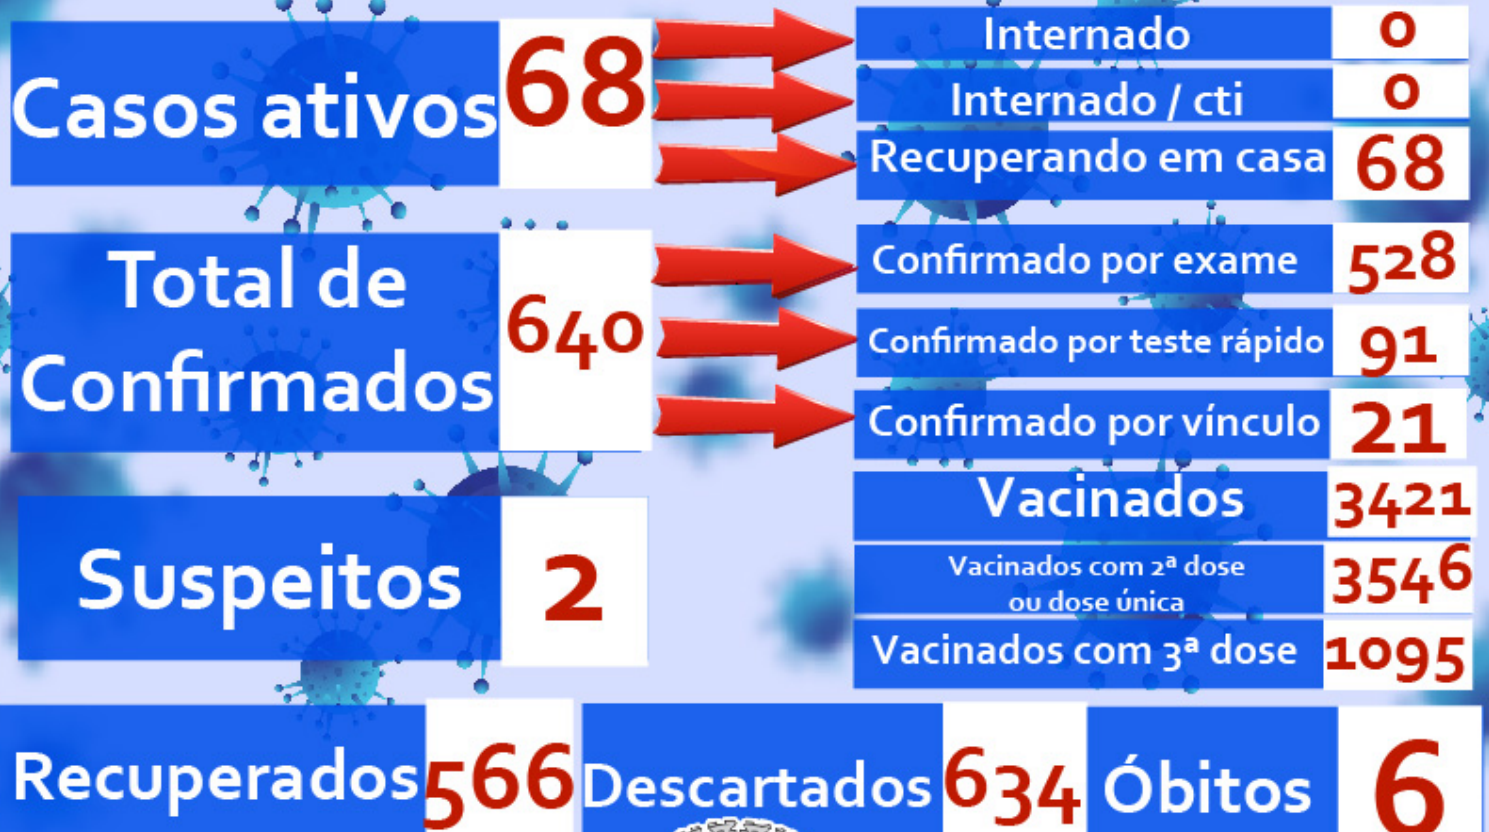 Casos ativos 68
Internado 0
Internado / cti 0
Recuperando em casa 68
Total de
Confirmados 640
Confirmado por exame 528
Confirmado por teste rápido 91
Confirmado por vínculo 21
Suspeitos 2
Vacinados 3421
Vacinados com 2ª dose
ou dose única 3546
Vacinados com 3ª dose 1095
Recuperados 566 Descartados 634 Óbitos 6